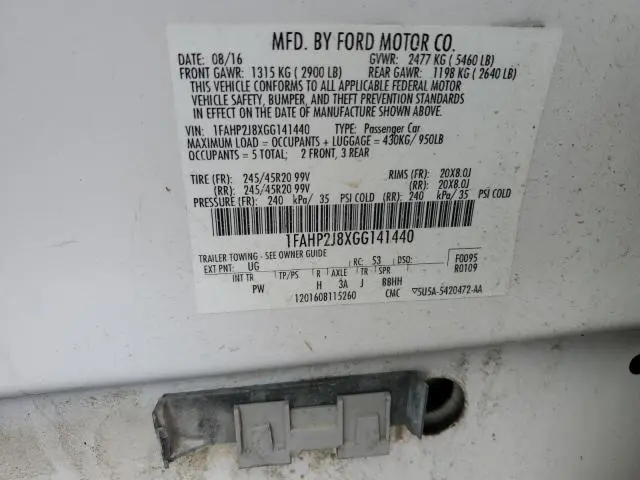 MFD. BY FORD MOTOR CO.
DATE: 08/16 GVWR: 2477 KG ( 5460 LB)
FRONT GAWR: 1315 KG ( 2900 LB) REAR GAWR: 1198 KG ( 2640 LB)
THIS VEHICLE CONFORMS TO ALL APPLICABLE FEDERAL MOTOR
VEHICLE SAFETY, BUMPER, AND THEFT PREVENTION STANDARDS
IN EFFECT ON THE DATE OF MANUFACTURE SHOWN ABOVE.
VIN: 1FAHP2J8XGG141440 TYPE: Passenger Car
MAXIMUM LOAD = OCCUPANTS + LUGGAGE = 430KG/ 950LB
OCCUPANTS = 5 TOTAL; 2 FRONT, 3 REAR
TIRE (FR): 245/45R20 99V RIMS (FR): 20X8.0J
(RR): 245/45R20 99V (RR): 20X8.0J
PRESSURE (FR): 240 kPa/ 35 PSI COLD (RR): 240 kPa/ 35 PSI COLD
1FAHP2J8XGG141440
TRAILER TOWING - SEE OWNER GUIDE
EXT PNT: UG RC: 53 DSO: F0095
INT TR TP/PS R AXLE TR SPR R0109
PW H 3A J BBHH
1201608115260 CMC 5U5A-5420472-AA